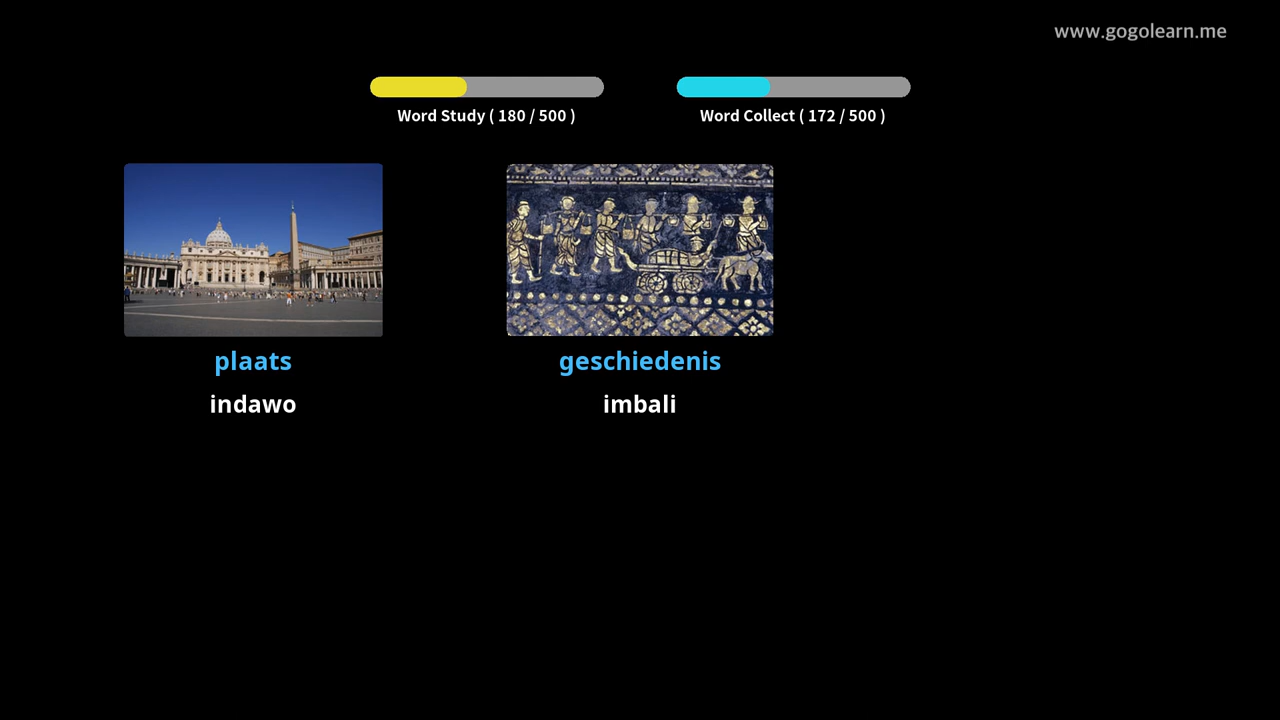 www.gogolearn.me
Word Study ( 180 / 500 )
Word Collect ( 172 / 500 )
plaats
geschiedenis
indawo
imbali